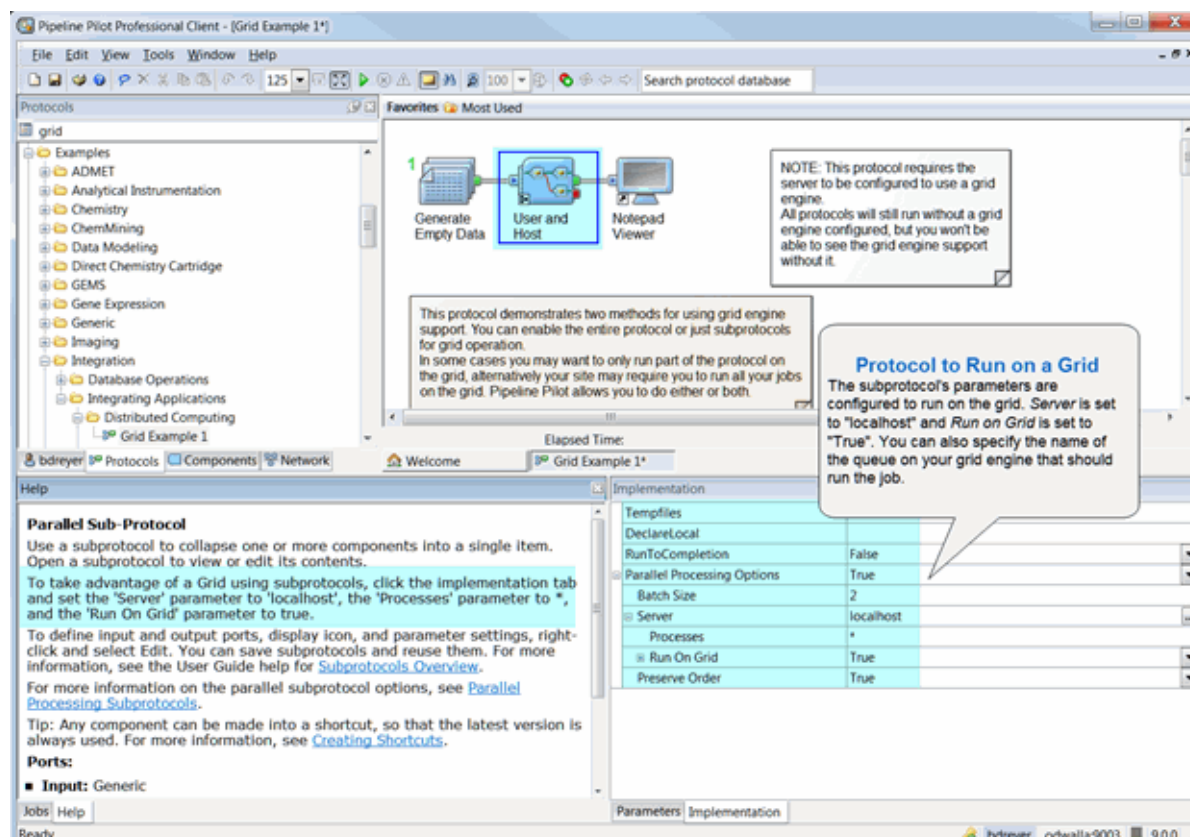 Pipeline Pilot Professional Client - [Grid Example 1*]
File Edit View Tools Window Help
125 100 Search protocol database
Protocols
grid
Examples
ADMET
Analytical Instrumentation
Chemistry
ChemMining
Data Modeling
Direct Chemistry Cartridge
GEMS
Gene Expression
Generic
Imaging
Integration
Database Operations
Integrating Applications
Distributed Computing
Grid Example 1
bdreyer Protocols Components Network
Favorites Most Used
1
Generate
Empty Data
User and
Host
Notepad
Viewer
NOTE: This protocol requires the
server to be configured to use a grid
engine.
All protocols will still run without a grid
engine configured, but you won't be
able to see the grid engine support
without it.
This protocol demonstrates two methods for using grid engine
support. You can enable the entire protocol or just subprotocols
for grid operation.
In some cases you may want to only run part of the protocol on
the grid, alternatively your site may require you to run all your jobs
on the grid. Pipeline Pilot allows you to do either or both.
Elapsed Time:
Welcome Grid Example 1*
Protocol to Run on a Grid
The subprotocol's parameters are
configured to run on the grid. Server is set
to "localhost" and Run on Grid is set to
"True". You can also specify the name of
the queue on your grid engine that should
run the job.
Help
Parallel Sub-Protocol
Use a subprotocol to collapse one or more components into a single item.
Open a subprotocol to view or edit its contents.
To take advantage of a Grid using subprotocols, click the implementation tab
and set the 'Server' parameter to 'localhost', the 'Processes' parameter to *,
and the 'Run On Grid' parameter to true.
To define input and output ports, display icon, and parameter settings, right-
click and select Edit. You can save subprotocols and reuse them. For more
information, see the User Guide help for Subprotocols Overview.
For more information on the parallel subprotocol options, see Parallel
Processing Subprotocols.
Tip: Any component can be made into a shortcut, so that the latest version is
always used. For more information, see Creating Shortcuts.
Ports:
■ Input: Generic
Jobs Help
Implementation
Tempfiles
DeclareLocal
RunToCompletion False
Parallel Processing Options True
Batch Size 2
Server localhost
Processes *
Run On Grid True
Preserve Order True
Parameters Implementation
Ready
bdreyer odwalla:9003 9.0.0